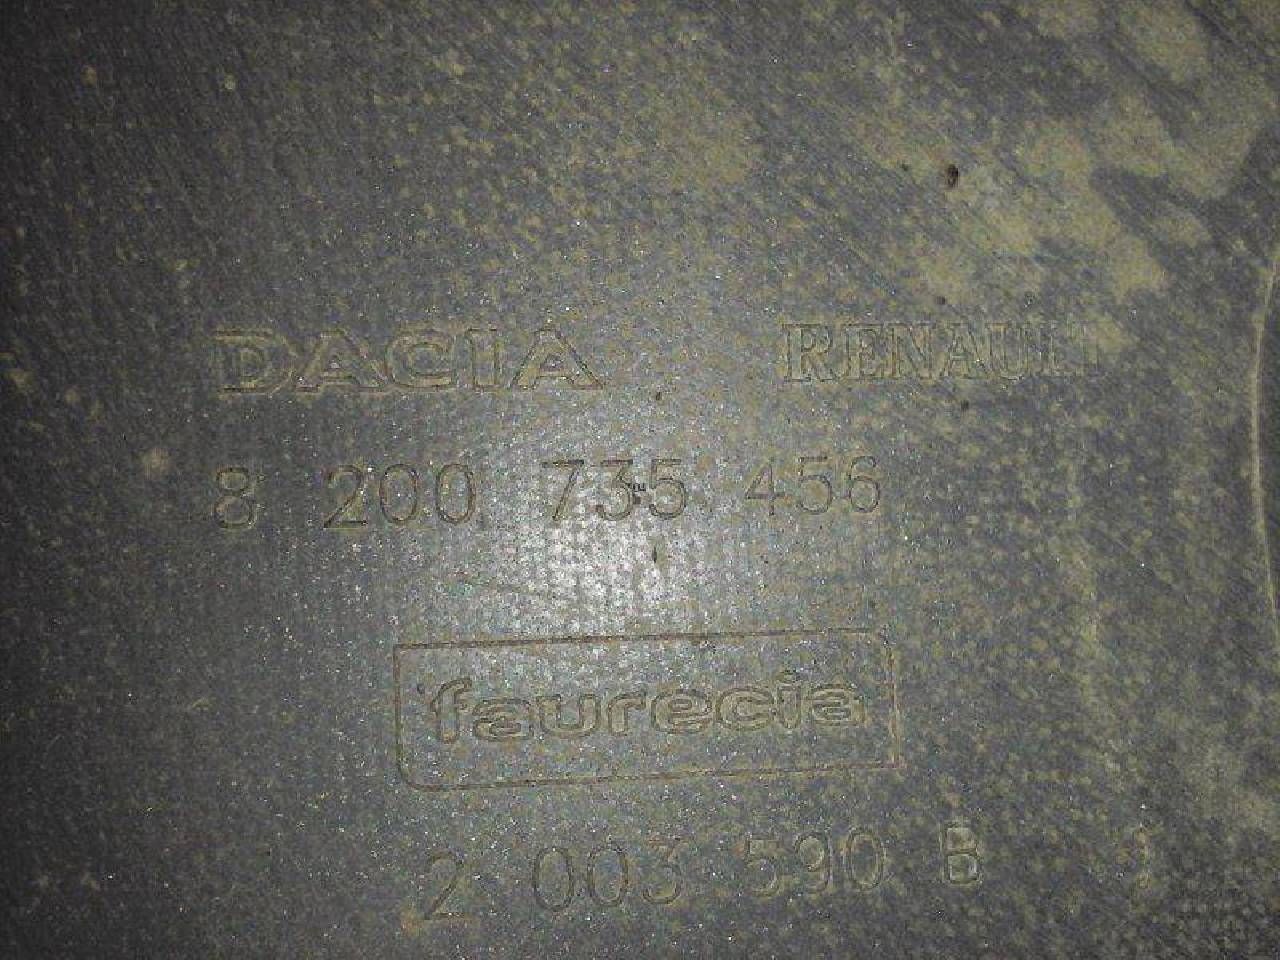 DACIA RENAULT
8 200 735 456
faurecia
2 003 590 B